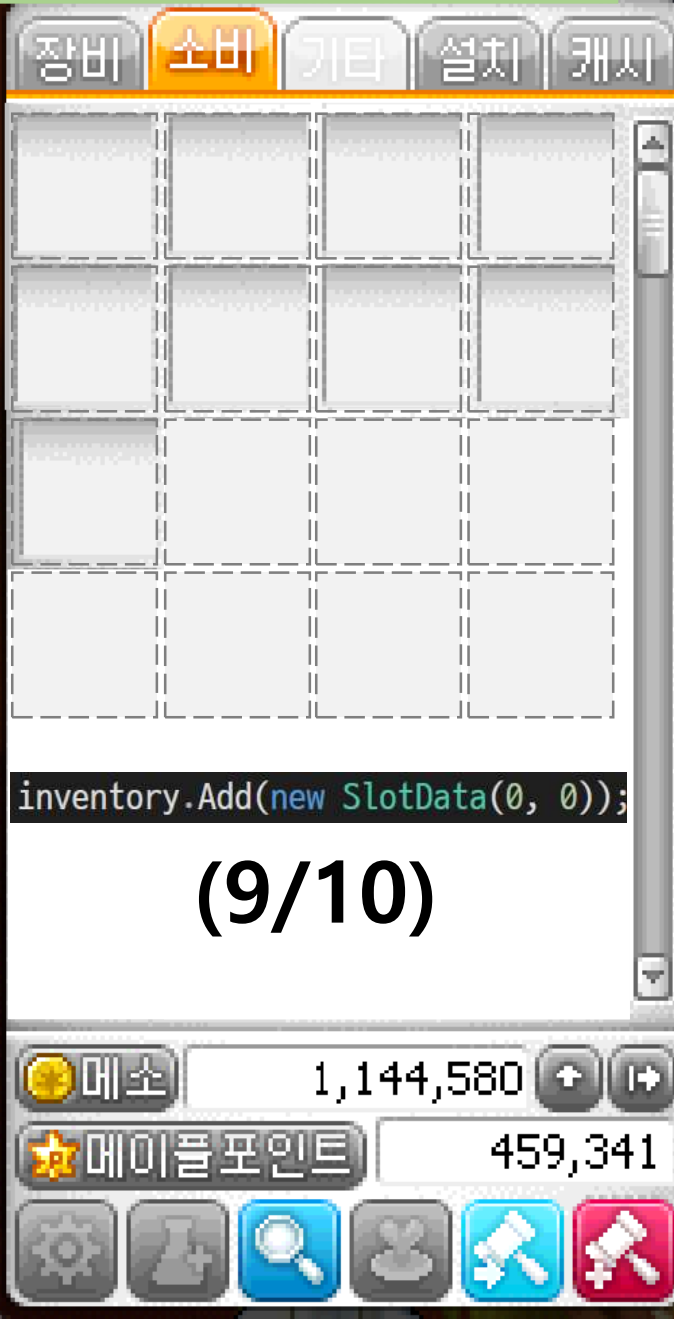 장비 소비 기타 설치 캐시
inventory.Add(new SlotData(0, 0));
(9/10)
메소 1,144,580
메이플포인트 459,341